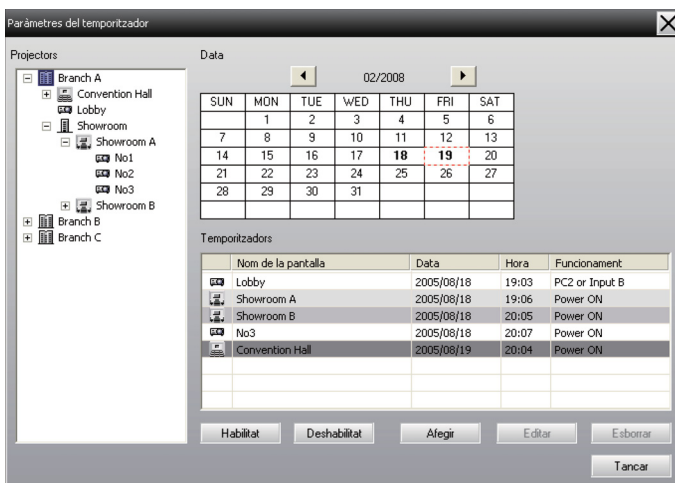 Paràmetres del temporitzador
Projectors
Branch A
Convention Hall
Lobby
Showroom
Showroom A
No1
No2
No3
Showroom B
Branch B
Branch C
Data
02/2008
SUN MON TUE WED THU FRI SAT
1 2 3 4 5 6
7 8 9 10 11 12 13
14 15 16 17 18 19 20
21 22 23 24 25 26 27
28 29 30 31
Temporitzadors
Nom de la pantalla Data Hora Funcionament
Lobby 2005/08/18 19:03 PC2 or Input B
Showroom A 2005/08/18 19:06 Power ON
Showroom B 2005/08/18 20:05 Power ON
No3 2005/08/18 20:07 Power ON
Convention Hall 2005/08/19 20:04 Power ON
Habilitat Deshabilitat Afegir Editar Esborrar
Tancar